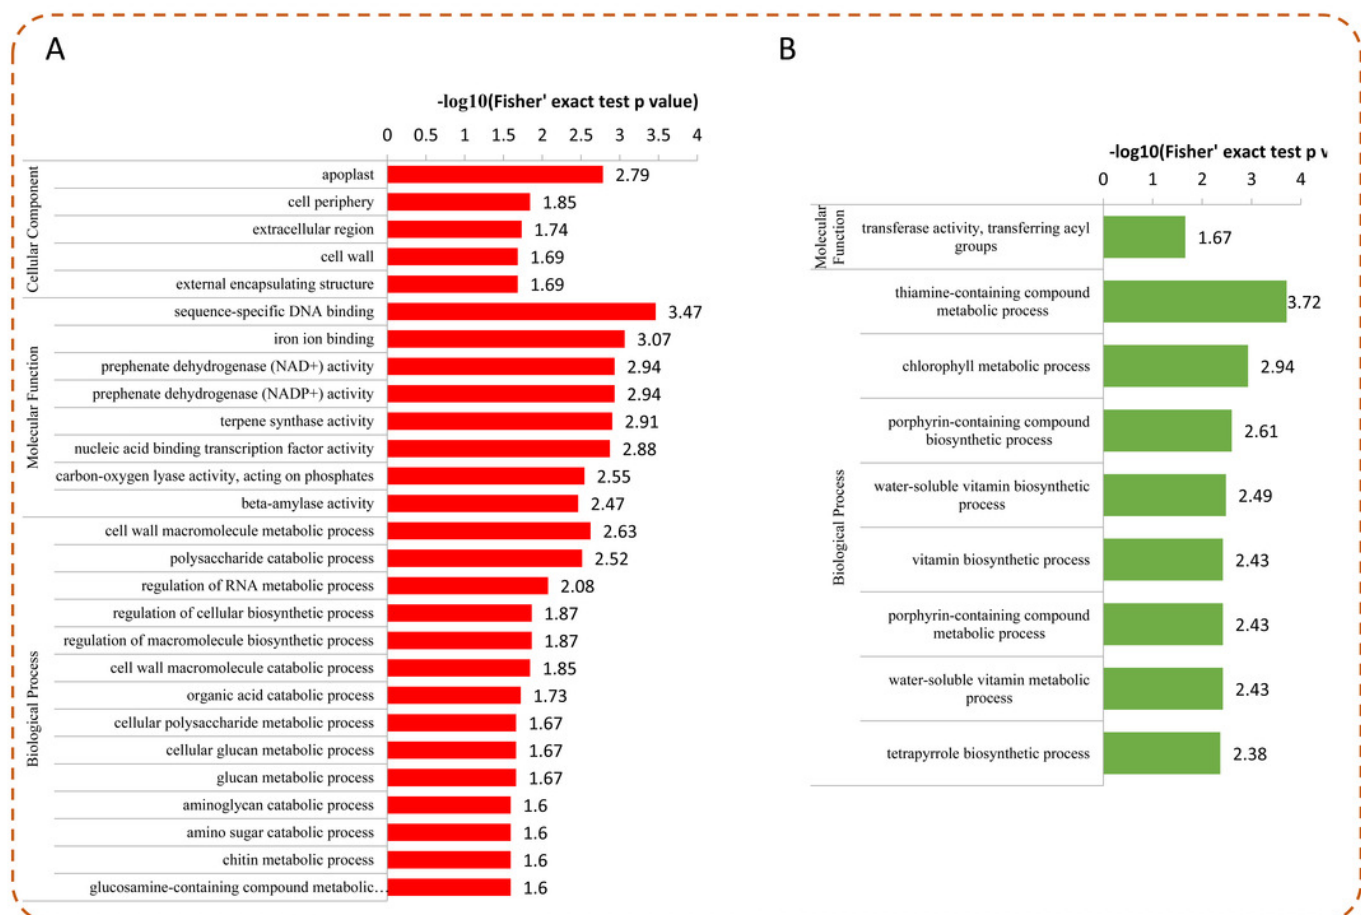 A
-log10(Fisher' exact test p value)
0 0.5 1 1.5 2 2.5 3 3.5 4
Cellular Component
apoplast 2.79
cell periphery 1.85
extracellular region 1.74
cell wall 1.69
external encapsulating structure 1.69
Molecular Function
sequence-specific DNA binding 3.47
iron ion binding 3.07
prephenate dehydrogenase (NAD+) activity 2.94
prephenate dehydrogenase (NADP+) activity 2.94
terpene synthase activity 2.91
nucleic acid binding transcription factor activity 2.88
carbon-oxygen lyase activity, acting on phosphates 2.55
beta-amylase activity 2.47
Biological Process
cell wall macromolecule metabolic process 2.63
polysaccharide catabolic process 2.52
regulation of RNA metabolic process 2.08
regulation of cellular biosynthetic process 1.87
regulation of macromolecule biosynthetic process 1.87
cell wall macromolecule catabolic process 1.85
organic acid catabolic process 1.73
cellular polysaccharide metabolic process 1.67
cellular glucan metabolic process 1.67
glucan metabolic process 1.67
aminoglycan catabolic process 1.6
amino sugar catabolic process 1.6
chitin metabolic process 1.6
glucosamine-containing compound metabolic… 1.6
B
-log10(Fisher' exact test p v
0 1 2 3 4
Molecular
Function
transferase activity, transferring acyl
groups 1.67
Biological Process
thiamine-containing compound
metabolic process 3.72
chlorophyll metabolic process 2.94
porphyrin-containing compound
biosynthetic process 2.61
water-soluble vitamin biosynthetic
process 2.49
vitamin biosynthetic process 2.43
porphyrin-containing compound
metabolic process 2.43
water-soluble vitamin metabolic
process 2.43
tetrapyrrole biosynthetic process 2.38